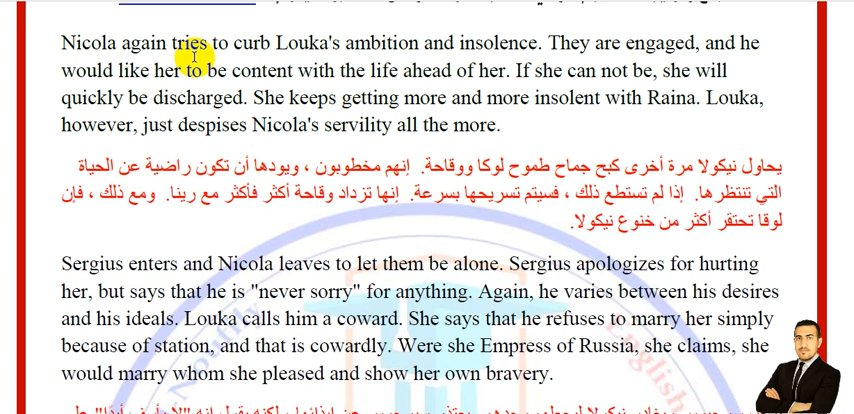 Nicola again tries to curb Louka's ambition and insolence. They are engaged, and he
would like her to be content with the life ahead of her. If she can not be, she will
quickly be discharged. She keeps getting more and more insolent with Raina. Louka,
however, just despises Nicola's servility all the more.
يحاول نيكولا مرة أخرى كبح جماح طموح لوكا ووقاحة. إنهم مخطوبون ، ويودها أن تكون راضية عن الحياة
التي تنتظرها. إذا لم تستطع ذلك ، فسيتم تسريحها بسرعة. إنها تزداد وقاحة أكثر فأكثر مع رينا. ومع ذلك ، فإن
لوقا تحتقر أكثر من خنوع نيكولا.
Sergius enters and Nicola leaves to let them be alone. Sergius apologizes for hurting
her, but says that he is "never sorry" for anything. Again, he varies between his desires
and his ideals. Louka calls him a coward. She says that he refuses to marry her simply
because of station, and that is cowardly. Were she Empress of Russia, she claims, she
would marry whom she pleased and show her own bravery.
English